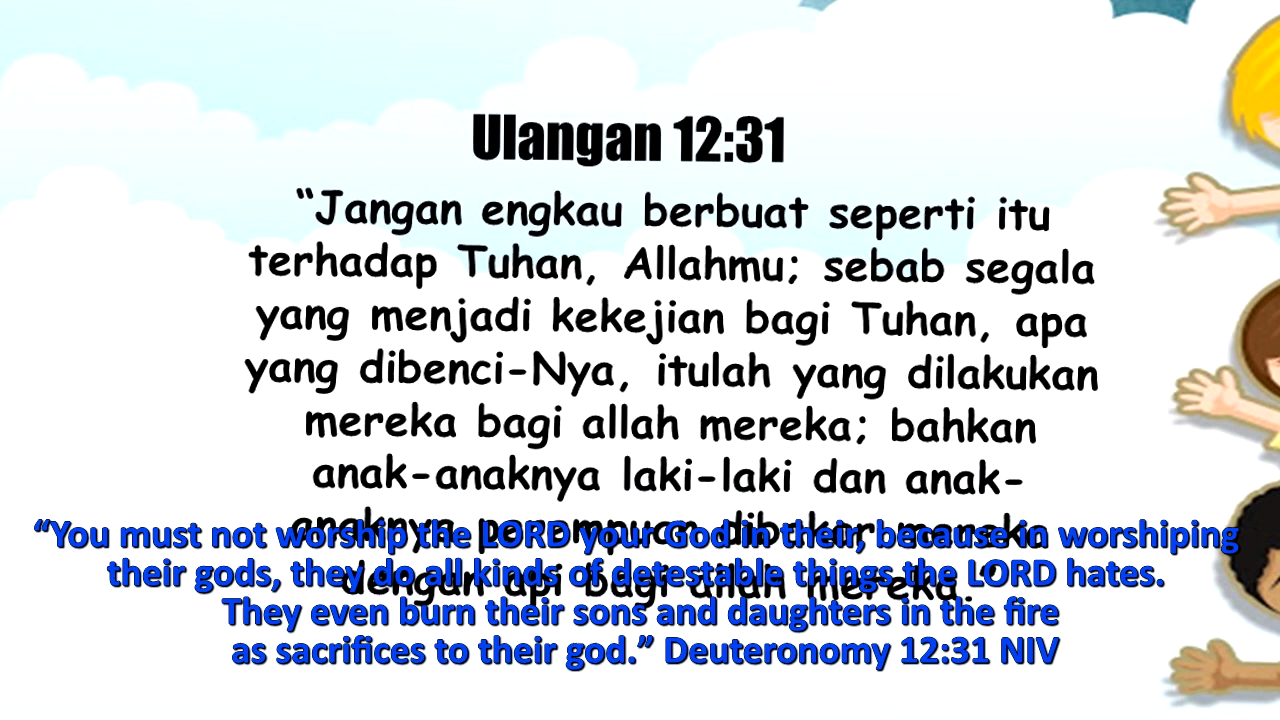 Ulangan 12:31
“Jangan engkau berbuat seperti itu
terhadap Tuhan, Allahmu; sebab segala
yang menjadi kekejian bagi Tuhan, apa
yang dibenci-Nya, itulah yang dilakukan
mereka bagi allah mereka; bahkan
anak-anaknya laki-laki dan anak-
anaknya perempuan dibakar mereka
dengan api bagi allah mereka.”
“You must not worship the LORD your God in their, because in worshiping
their gods, they do all kinds of detestable things the LORD hates.
They even burn their sons and daughters in the fire
as sacrifices to their god.” Deuteronomy 12:31 NIV